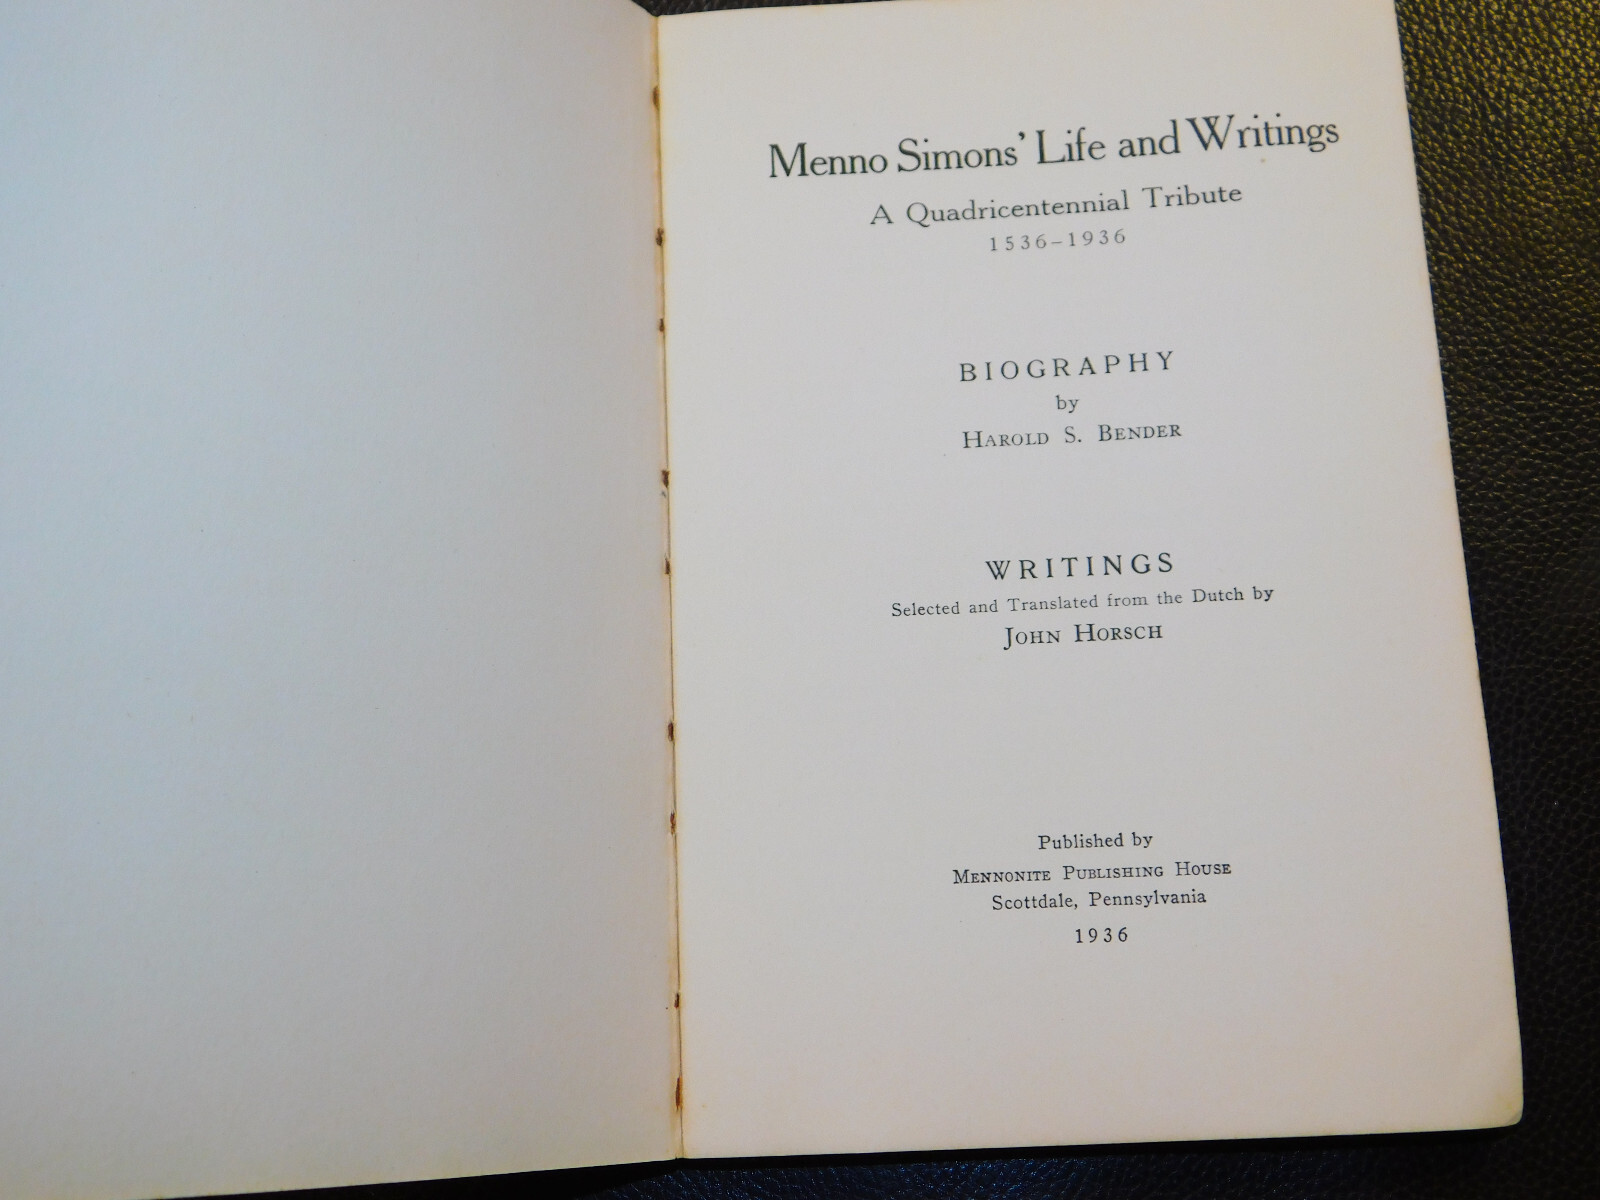 Menno Simons' Life and Writings
A Quadricentennial Tribute
1536–1936
BIOGRAPHY
by
HAROLD S. BENDER
WRITINGS
Selected and Translated from the Dutch by
JOHN HORSCH
Published by
MENNONITE PUBLISHING HOUSE
Scottdale, Pennsylvania
1936